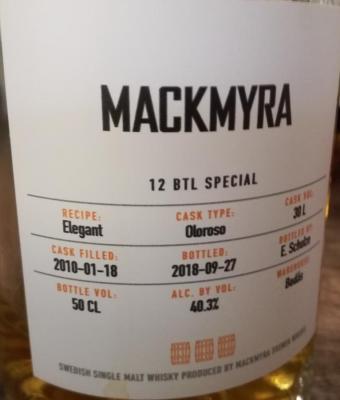 MACKMYRA
12 BTL SPECIAL
RECIPE: CASK TYPE: CASK VOL:
Elegant Oloroso 30 L
CASK FILLED: BOTTLED: BOTTLED BY:
2010-01-18 2018-09-27 E. Schulze
BOTTLE VOL: ALC. BY VOL: WAREHOUSE:
50 CL 40.3% Bodås
SWEDISH SINGLE MALT WHISKY PRODUCED BY MACKMYRA SVENSK WHISKY